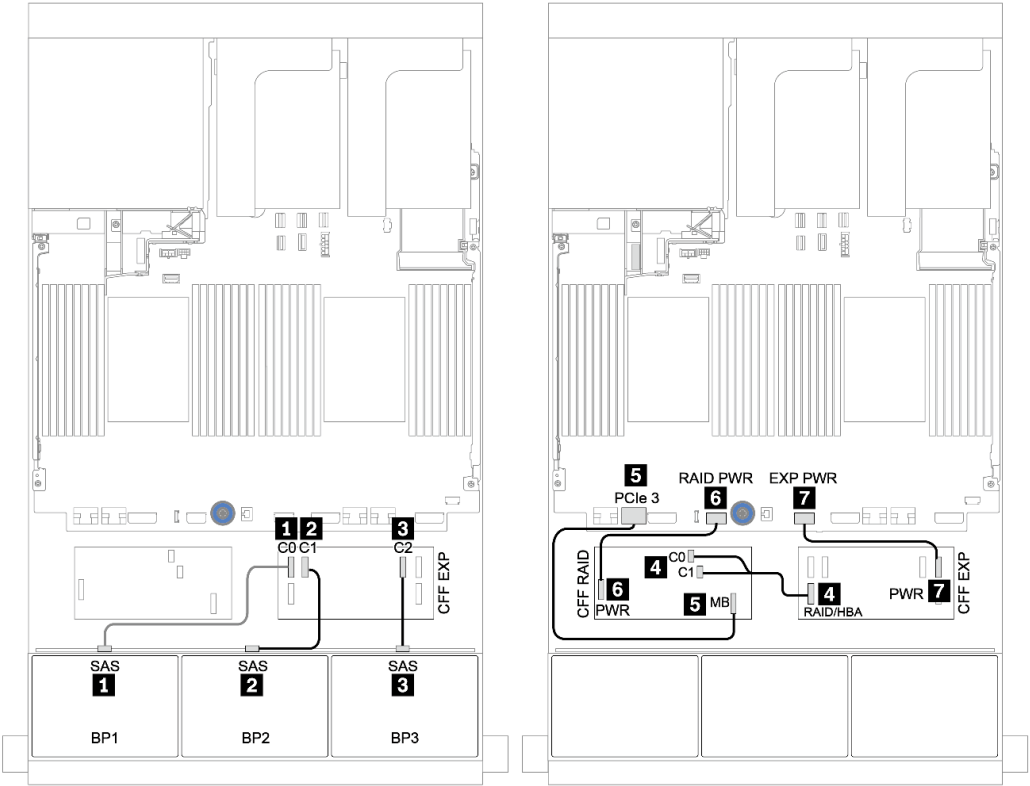 1 2 3
C0 C1 C2
CFF EXP
SAS SAS SAS
1 2 3
BP1 BP2 BP3
5 RAID PWR EXP PWR
PCIe 3 6 7
CFF RAID
4 C0
C1
6
PWR
5 MB
4
RAID/HBA
PWR 7
CFF EXP